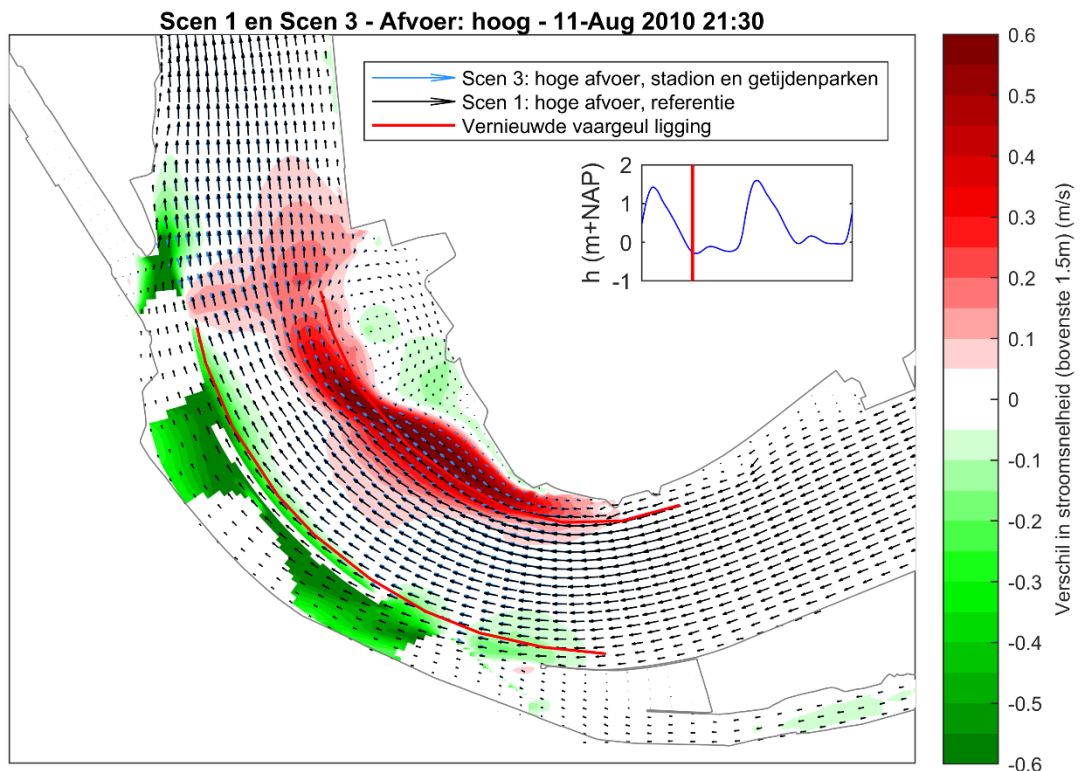 Scen 1 en Scen 3 - Afvoer: hoog - 11-Aug 2010 21:30
Scen 3: hoge afvoer, stadion en getijdenparken
Scen 1: hoge afvoer, referentie
Vernieuwde vaargeul ligging
h (m+NAP)
2
1
0
-1
0.6
0.5
0.4
0.3
0.2
0.1
0
-0.1
-0.2
-0.3
-0.4
-0.5
-0.6
Verschil in stroomsnelheid (bovenste 1.5m) (m/s)